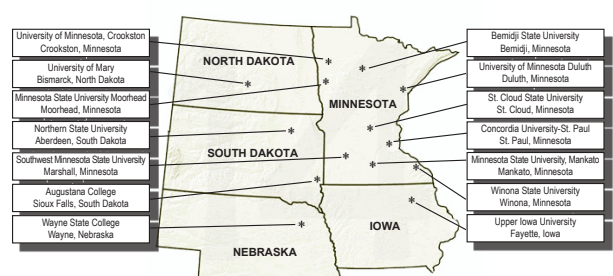 University of Minnesota, Crookston
Crookston, Minnesota
University of Mary
Bismarck, North Dakota
Minnesota State University Moorhead
Moorhead, Minnesota
Northern State University
Aberdeen, South Dakota
Southwest Minnesota State University
Marshall, Minnesota
Augustana College
Sioux Falls, South Dakota
Wayne State College
Wayne, Nebraska
NORTH DAKOTA
MINNESOTA
SOUTH DAKOTA
IOWA
NEBRASKA
Bemidji State University
Bemidji, Minnesota
University of Minnesota Duluth
Duluth, Minnesota
St. Cloud State University
St. Cloud, Minnesota
Concordia University-St. Paul
St. Paul, Minnesota
Minnesota State University, Mankato
Mankato, Minnesota
Winona State University
Winona, Minnesota
Upper Iowa University
Fayette, Iowa